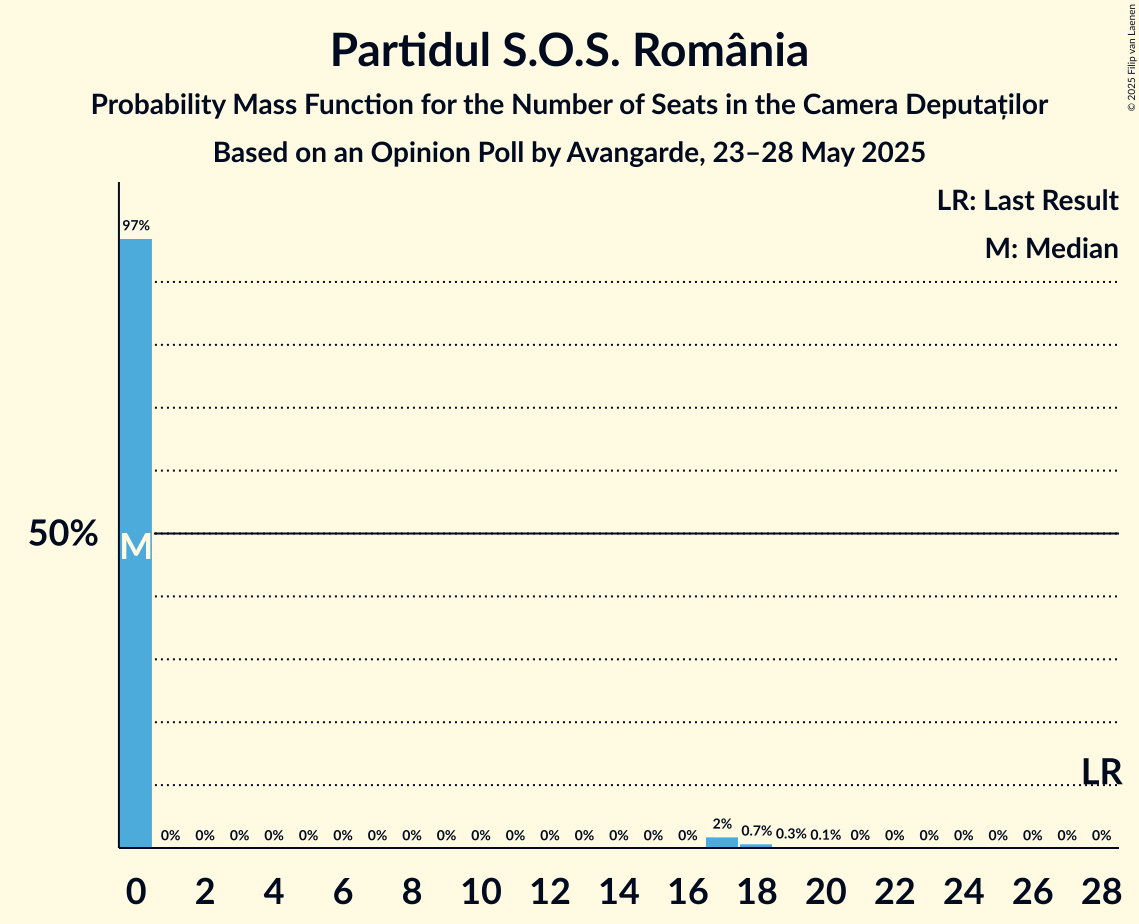 Partidul S.O.S. România
Probability Mass Function for the Number of Seats in the Camera Deputaților
Based on an Opinion Poll by Avangarde, 23–28 May 2025
© 2025 Filip van Laenen
LR: Last Result
M: Median
97%
50%
M
LR
0% 0% 0% 0% 0% 0% 0% 0% 0% 0% 0% 0% 0% 0% 0% 0% 2% 0.7% 0.3% 0.1% 0% 0% 0% 0% 0% 0% 0% 0%
0 2 4 6 8 10 12 14 16 18 20 22 24 26 28